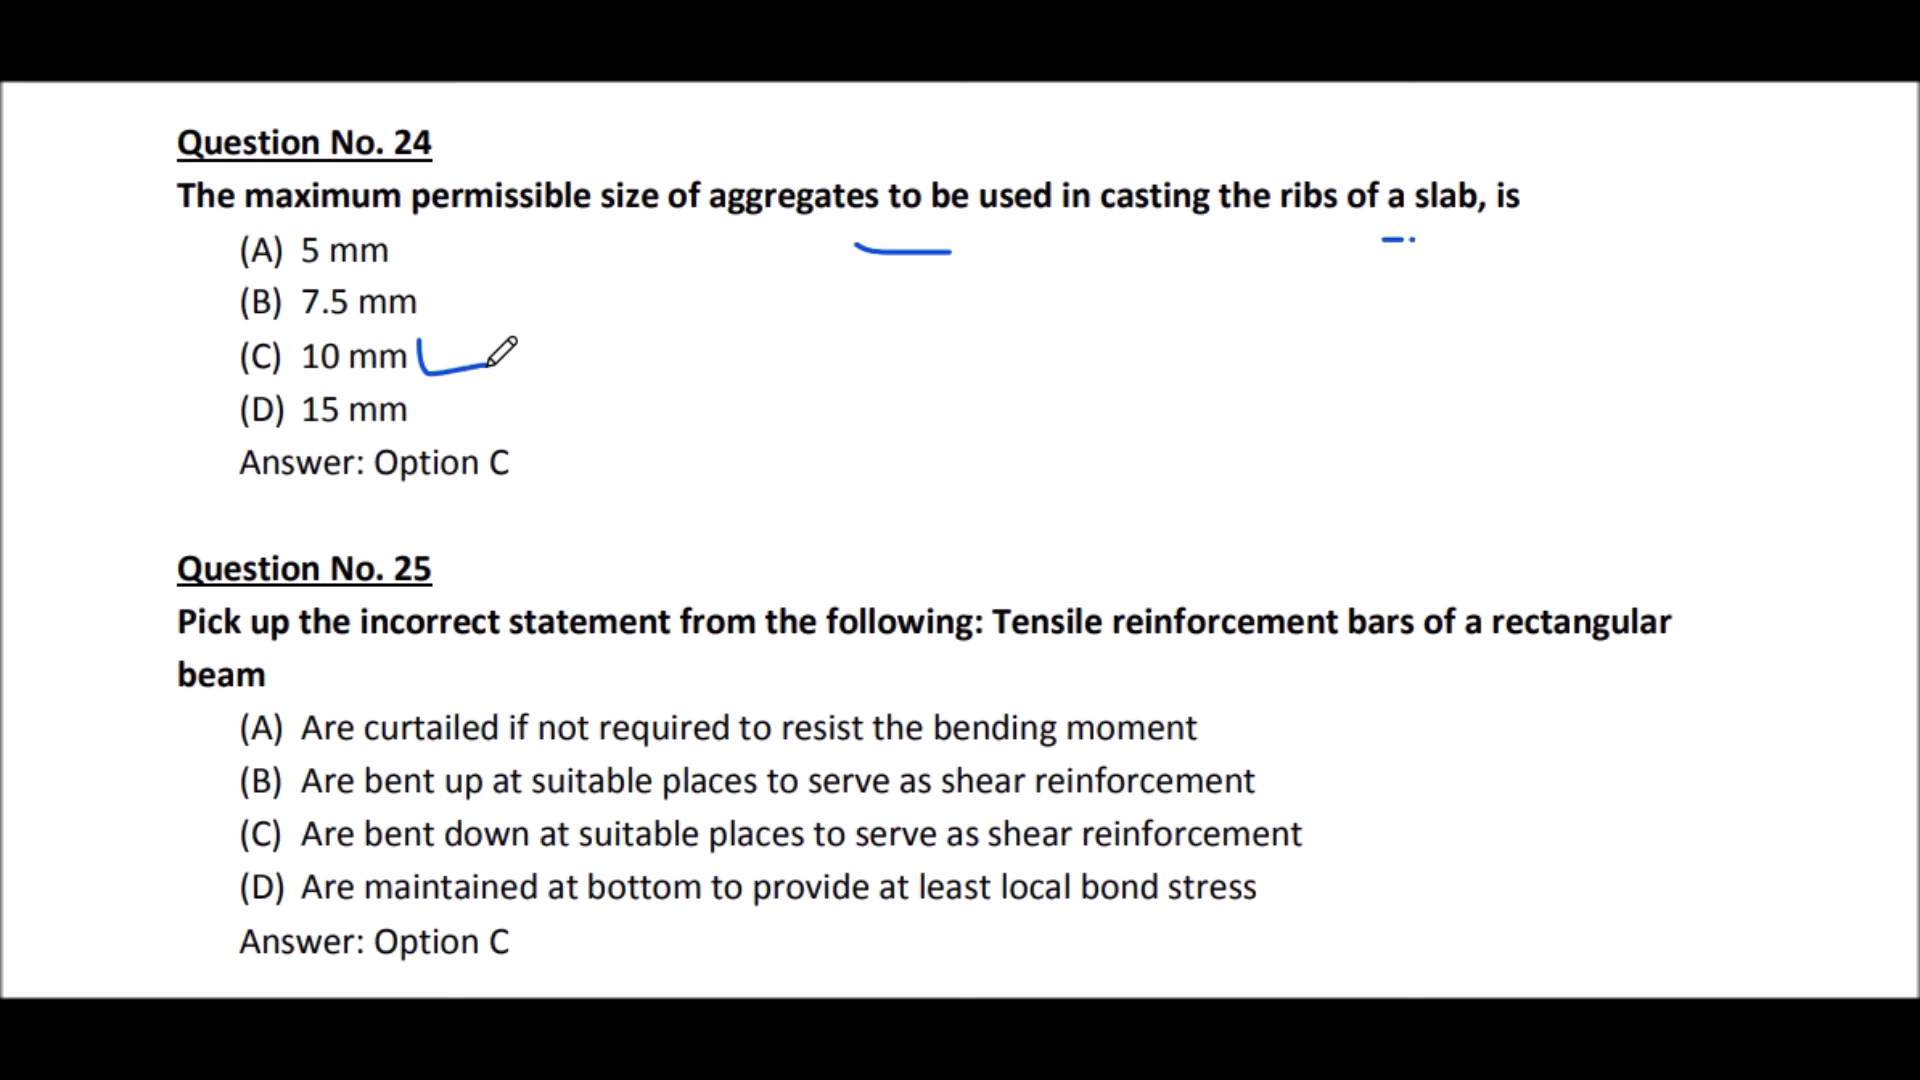 Question No. 24
The maximum permissible size of aggregates to be used in casting the ribs of a slab, is
(A) 5 mm
(B) 7.5 mm
(C) 10 mm
(D) 15 mm
Answer: Option C
Question No. 25
Pick up the incorrect statement from the following: Tensile reinforcement bars of a rectangular
beam
(A) Are curtailed if not required to resist the bending moment
(B) Are bent up at suitable places to serve as shear reinforcement
(C) Are bent down at suitable places to serve as shear reinforcement
(D) Are maintained at bottom to provide at least local bond stress
Answer: Option C